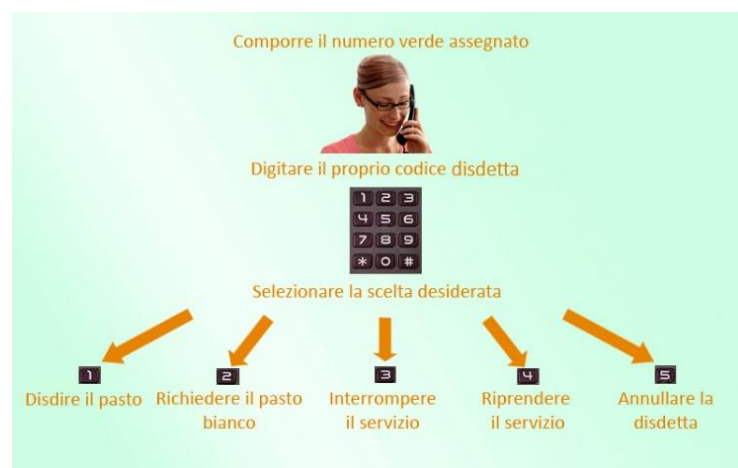 Comporre il numero verde assegnato
Digitare il proprio codice disdetta
1 2 3
4 5 6
7 8 9
* 0 #
Selezionare la scelta desiderata
1
Disdire il pasto
2
Richiedere il pasto
bianco
3
Interrompere
il servizio
4
Riprendere
il servizio
5
Annullare la
disdetta